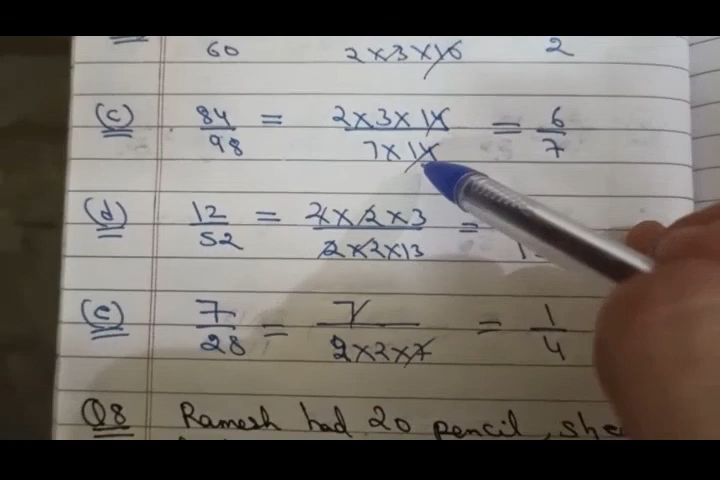 60 2×3×10 2
(c) 84/98 = 2×3×14/7×14 = 6/7
(d) 12/52 = 2×2×3/2×2×13 =
(e) 7/28 = 7/2×2×7 = 1/4
Q8 Ramesh had 20 pencil, she